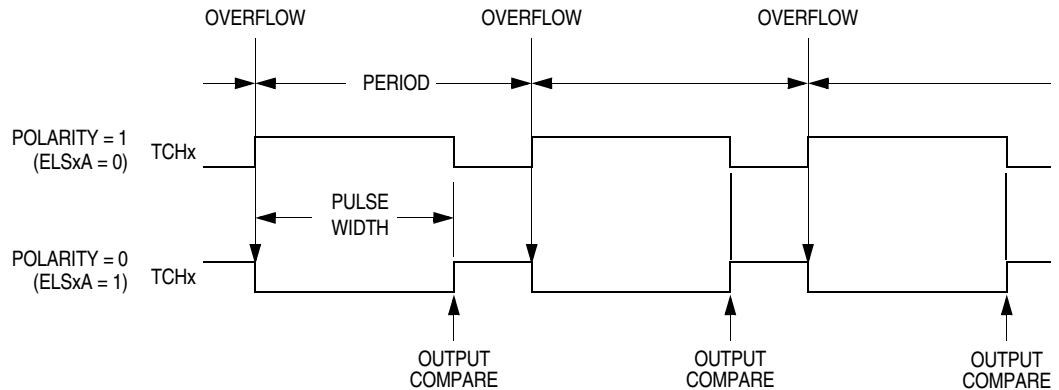 OVERFLOW OVERFLOW OVERFLOW
PERIOD
POLARITY = 1
(ELSxA = 0)
TCHx
PULSE
WIDTH
POLARITY = 0
(ELSxA = 1)
TCHx
OUTPUT
COMPARE
OUTPUT
COMPARE
OUTPUT
COMPARE